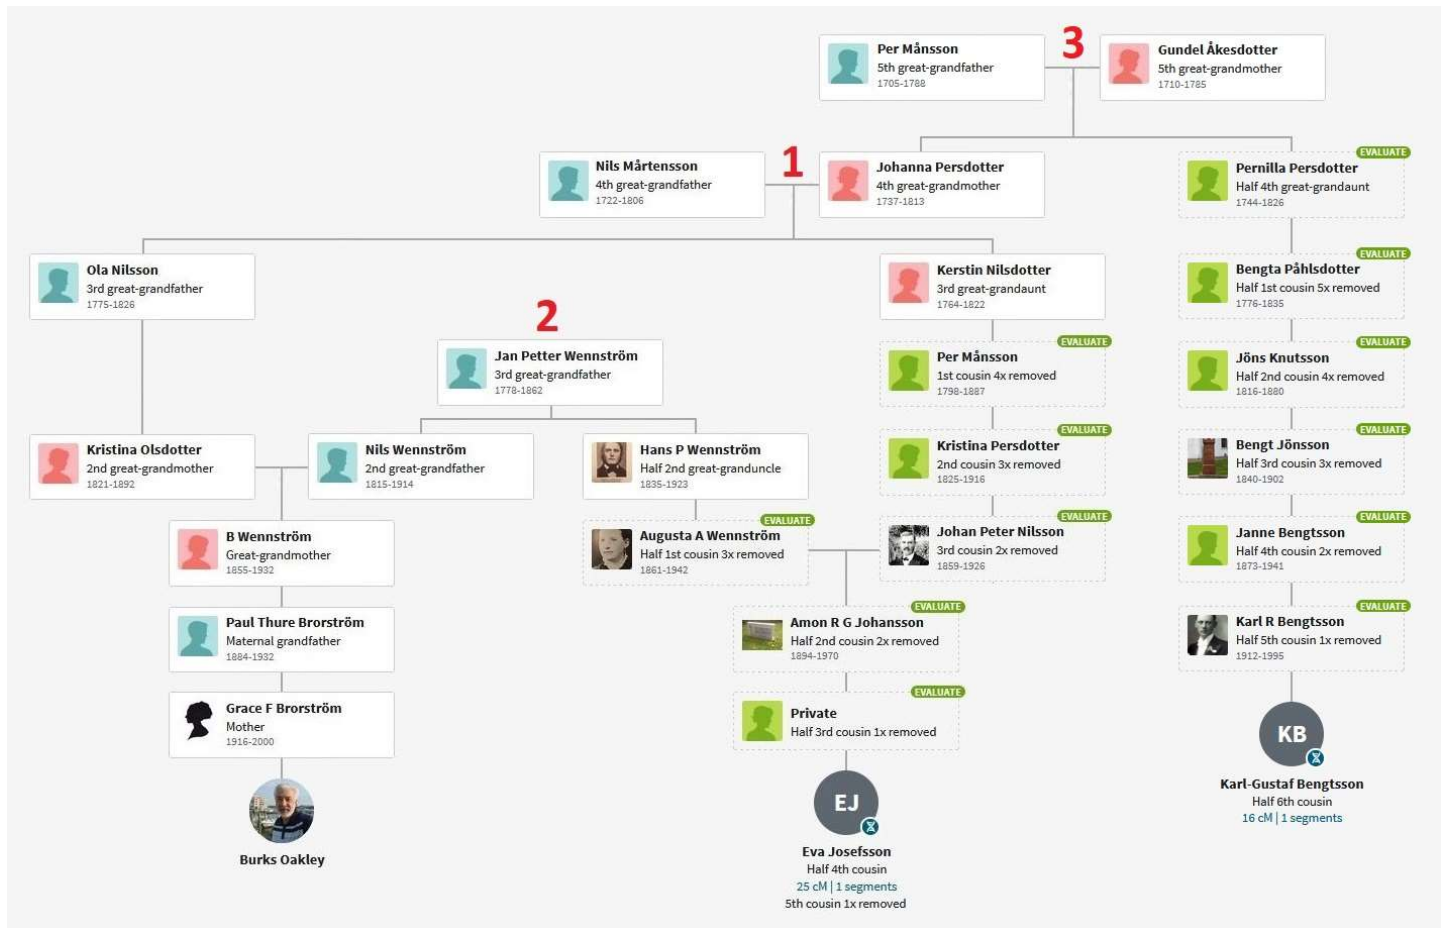 Per Månsson
5th great-grandfather
1705-1788
3
Gundel Åkesdotter
5th great-grandmother
1710-1785
Nils Mårtensson
4th great-grandfather
1722-1806
1
Johanna Persdotter
4th great-grandmother
1737-1813
EVALUATE
Pernilla Persdotter
Half 4th great-grandaunt
1744-1826
Ola Nilsson
3rd great-grandfather
1775-1826
Kerstin Nilsdotter
3rd great-grandaunt
1764-1822
EVALUATE
Bengta Påhlsdotter
Half 1st cousin 5x removed
1776-1835
2
Jan Petter Wennström
3rd great-grandfather
1778-1862
EVALUATE
Per Månsson
1st cousin 4x removed
1798-1887
EVALUATE
Jöns Knutsson
Half 2nd cousin 4x removed
1816-1880
Kristina Olsdotter
2nd great-grandmother
1821-1892
Nils Wennström
2nd great-grandfather
1815-1914
Hans P Wennström
Half 2nd great-granduncle
1835-1923
EVALUATE
Kristina Persdotter
2nd cousin 3x removed
1825-1916
EVALUATE
Bengt Jönsson
Half 3rd cousin 3x removed
1840-1902
B Wennström
Great-grandmother
1855-1932
EVALUATE
Augusta A Wennström
Half 1st cousin 3x removed
1861-1942
EVALUATE
Johan Peter Nilsson
3rd cousin 2x removed
1859-1926
EVALUATE
Janne Bengtsson
Half 4th cousin 2x removed
1873-1941
Paul Thure Brorström
Maternal grandfather
1884-1932
EVALUATE
Amon R G Johansson
Half 2nd cousin 2x removed
1894-1970
EVALUATE
Karl R Bengtsson
Half 5th cousin 1x removed
1912-1995
Grace F Brorström
Mother
1916-2000
EVALUATE
Private
Half 3rd cousin 1x removed
KB
Karl-Gustaf Bengtsson
Half 6th cousin
16 cM | 1 segments
EJ
Eva Josefsson
Half 4th cousin
25 cM | 1 segments
5th cousin 1x removed
Burks Oakley